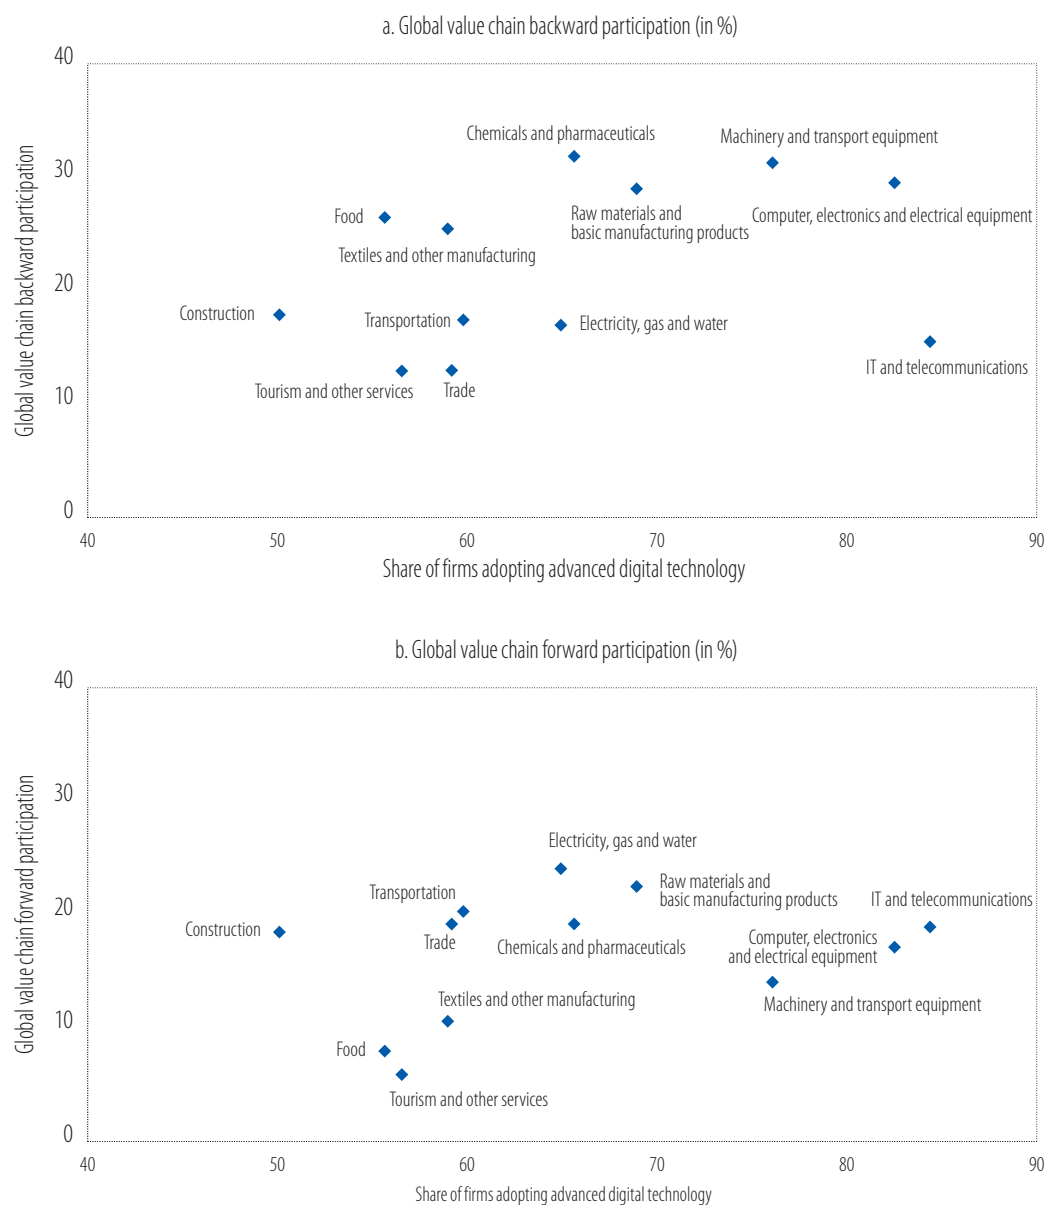 a. Global value chain backward participation (in %)
40
30
20
10
0
Global value chain backward participation
Chemicals and pharmaceuticals
Machinery and transport equipment
Food
Raw materials and
basic manufacturing products
Computer, electronics and electrical equipment
Textiles and other manufacturing
Construction
Transportation
Electricity, gas and water
IT and telecommunications
Tourism and other services
Trade
40
50
60
70
80
90
Share of firms adopting advanced digital technology
b. Global value chain forward participation (in %)
40
30
20
10
0
Global value chain forward participation
Electricity, gas and water
Transportation
Raw materials and
basic manufacturing products
IT and telecommunications
Construction
Trade
Chemicals and pharmaceuticals
Computer, electronics
and electrical equipment
Textiles and other manufacturing
Machinery and transport equipment
Food
Tourism and other services
40
50
60
70
80
90
Share of firms adopting advanced digital technology